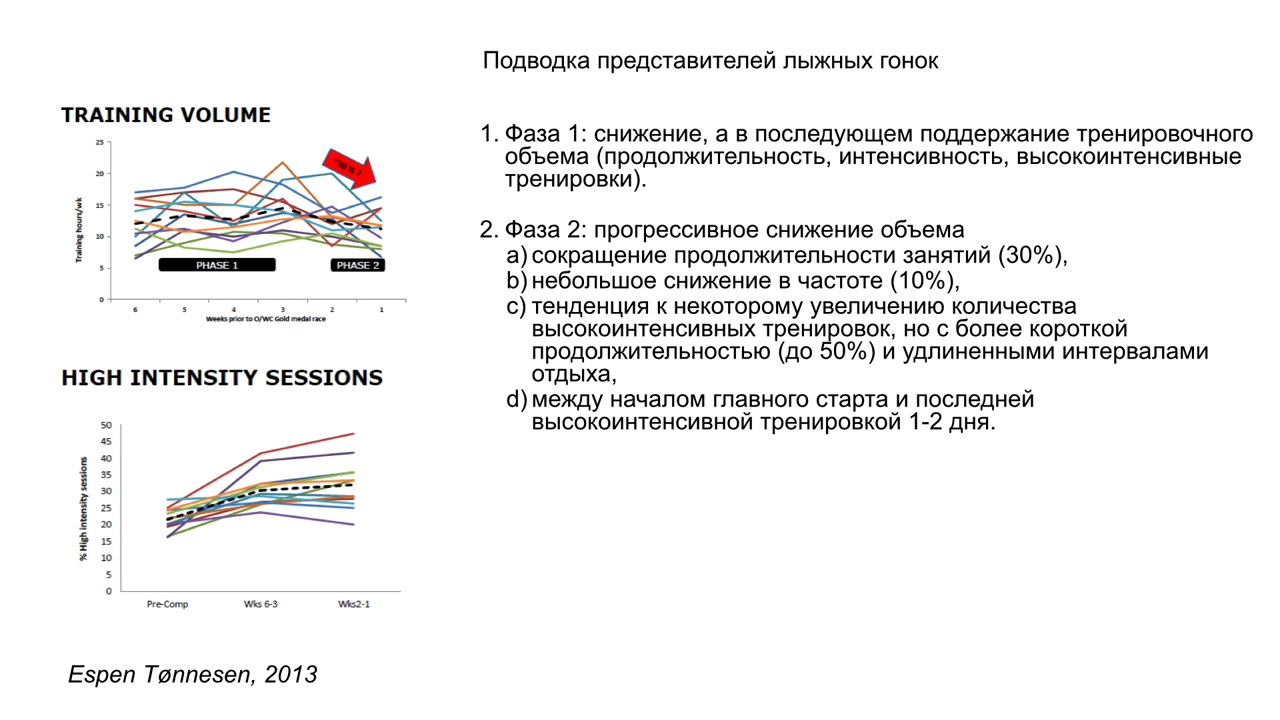 Подводка представителей лыжных гонок
TRAINING VOLUME
25
20
15
10
5
0
Training hours/wk
PHASE 1
PHASE 2
6 5 4 3 2 1
Weeks prior to O/WC Gold medal race
HIGH INTENSITY SESSIONS
50
45
40
35
30
25
20
15
10
5
0
% High intensity sessions
Pre-Comp Wks 6-3 Wks2-1
Espen Tønnesen, 2013
1. Фаза 1: снижение, а в последующем поддержание тренировочного
объема (продолжительность, интенсивность, высокоинтенсивные
тренировки).
2. Фаза 2: прогрессивное снижение объема
a) сокращение продолжительности занятий (30%),
b) небольшое снижение в частоте (10%),
c) тенденция к некоторому увеличению количества
высокоинтенсивных тренировок, но с более короткой
продолжительностью (до 50%) и удлиненными интервалами
отдыха,
d) между началом главного старта и последней
высокоинтенсивной тренировкой 1-2 дня.